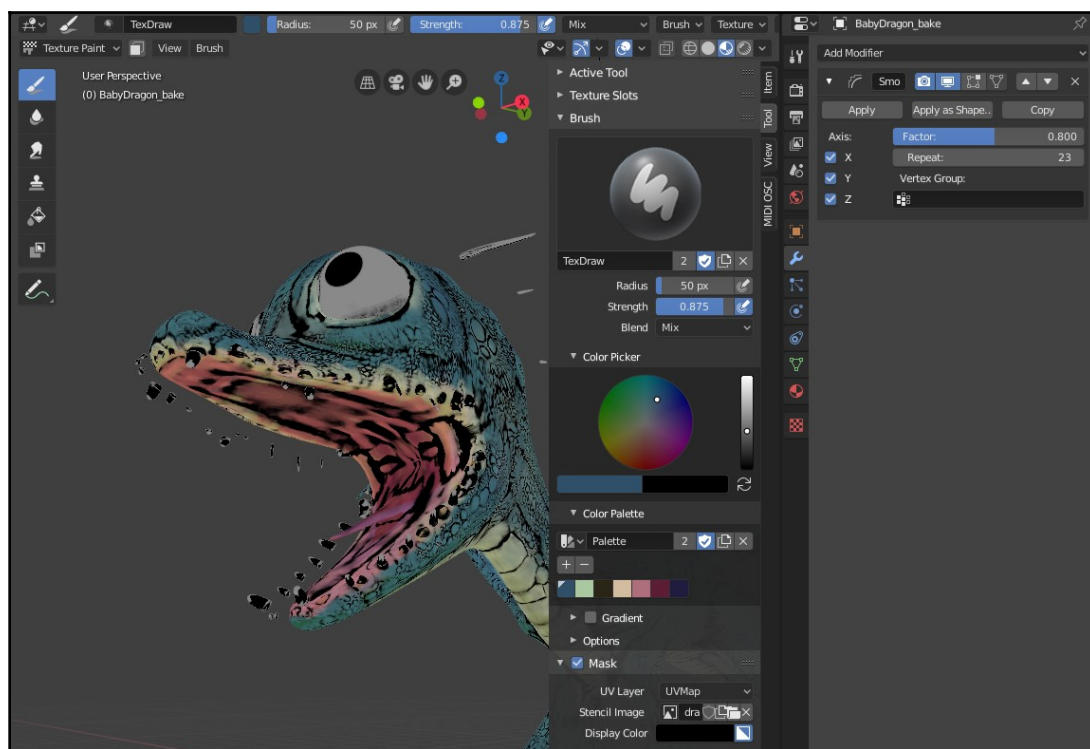 TexDraw Radius: 50 px Strength: 0.875 Mix Brush Texture BabyDragon_bake
Texture Paint View Brush
User Perspective
(0) BabyDragon_bake
Z
X
Y
Active Tool
Texture Slots
Brush
TexDraw 2
Radius 50 px
Strength 0.875
Blend Mix
Color Picker
Color Palette
Palette 2
Gradient
Options
Mask
UV Layer UVMap
Stencil Image dra
Display Color
Item
Tool
View
MIDI OSC
Add Modifier
Smo
Apply Apply as Shape.. Copy
Axis: Factor: 0.800
X Repeat: 23
Y Vertex Group:
Z